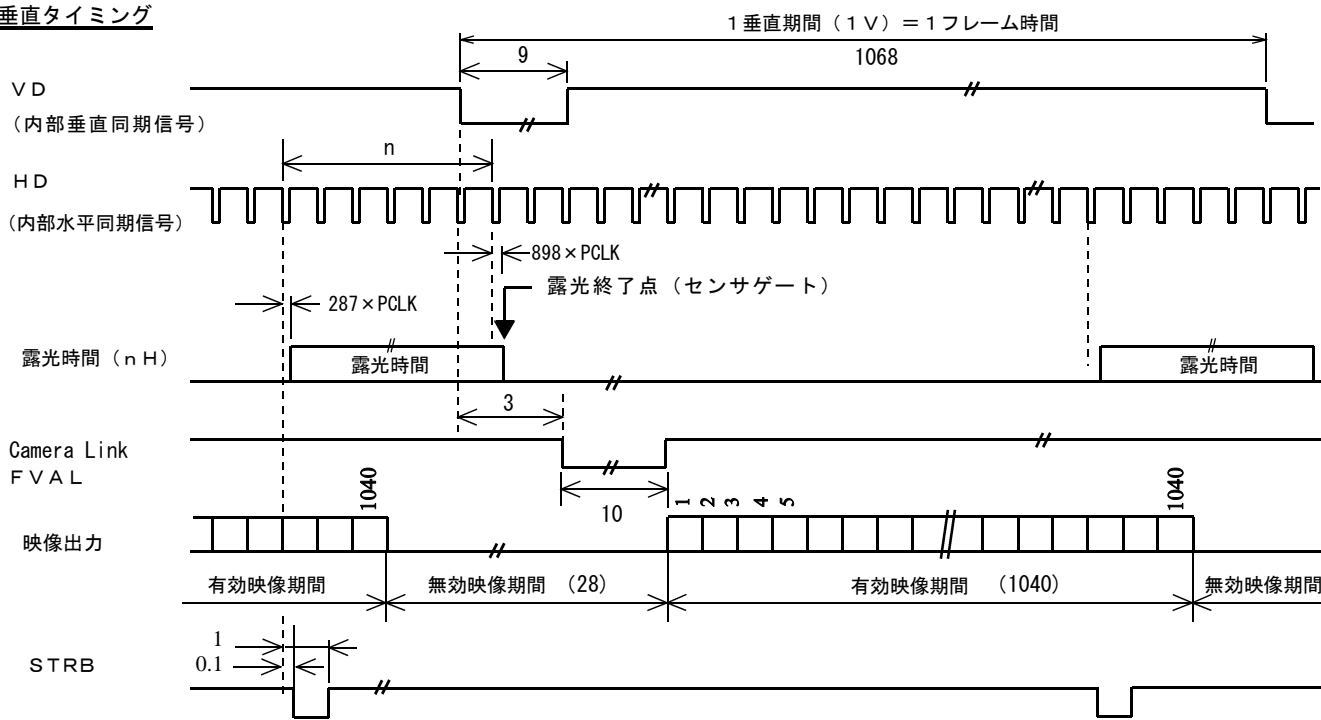 垂直タイミング
1垂直期間（1V）＝1フレーム時間
9
1068
VD
（内部垂直同期信号）
n
HD
(内部水平同期信号)
898×PCLK
露光終了点（センサゲート）
287×PCLK
露光時間（nH）
露光時間
露光時間
3
Camera Link
FVAL
10
1040
1 2 3 4 5
1040
映像出力
有効映像期間
無効映像期間 (28)
有効映像期間 (1040)
無効映像期間
1
0.1
STRB